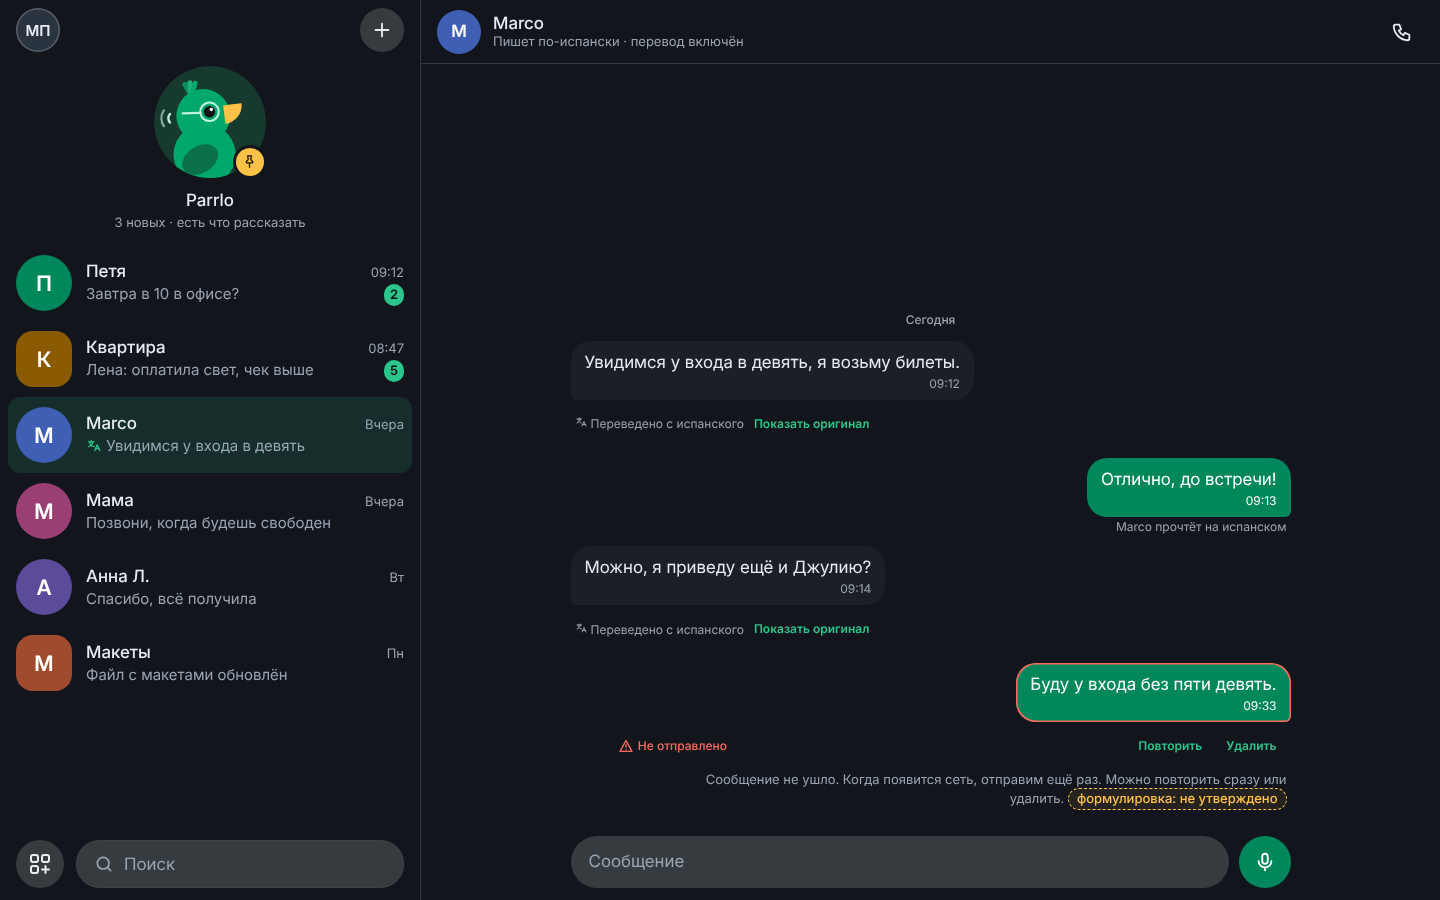 МП
Parrlo
3 новых · есть что рассказать
П
Петя
09:12
Завтра в 10 в офисе?
2
К
Квартира
08:47
Лена: оплатила свет, чек выше
5
M
Marco
Вчера
Увидимся у входа в девять
М
Мама
Вчера
Позвони, когда будешь свободен
А
Анна Л.
Вт
Спасибо, всё получила
М
Макеты
Пн
Файл с макетами обновлён
Поиск
M
Marco
Пишет по-испански · перевод включён
Сегодня
Увидимся у входа в девять, я возьму билеты.
09:12
Переведено с испанского Показать оригинал
Отлично, до встречи!
09:13
Marco прочтёт на испанском
Можно, я приведу ещё и Джулию?
09:14
Переведено с испанского Показать оригинал
Буду у входа без пяти девять.
09:33
Не отправлено
Повторить Удалить
Сообщение не ушло. Когда появится сеть, отправим ещё раз. Можно повторить сразу или
удалить. формулировка: не утверждено
Сообщение